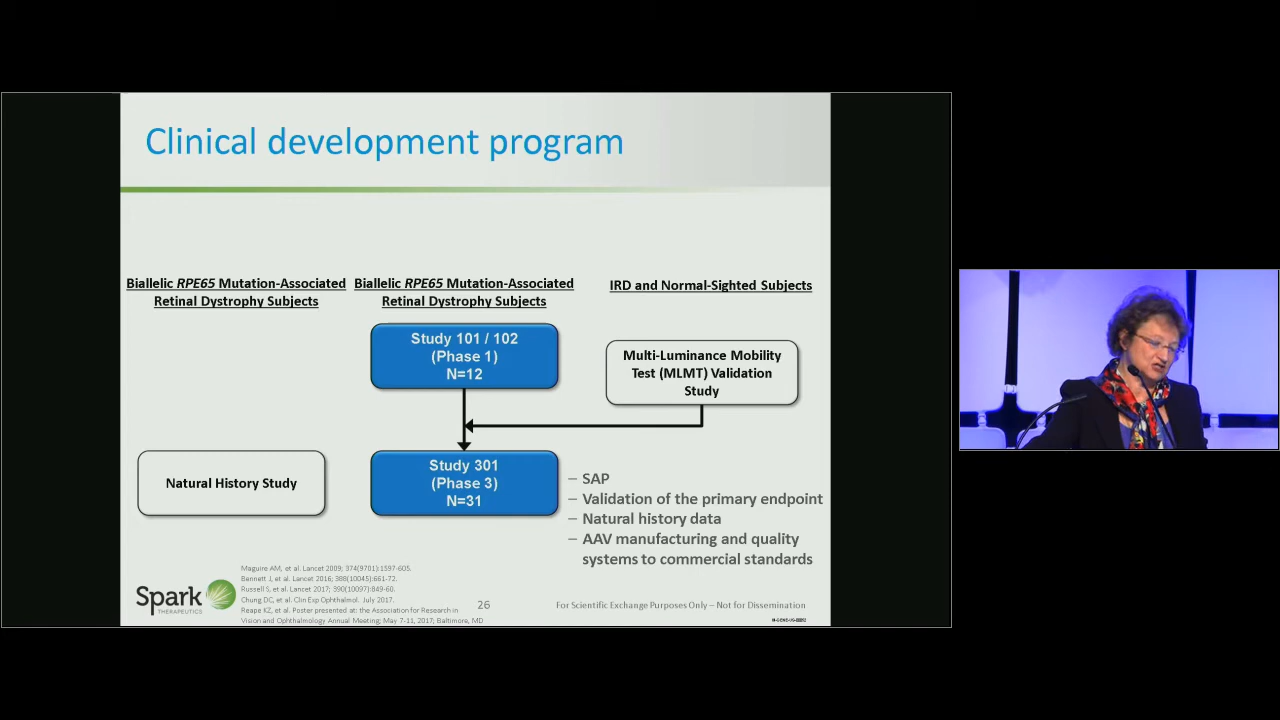 Clinical development program
Biallelic RPE65 Mutation-Associated
Retinal Dystrophy Subjects
Biallelic RPE65 Mutation-Associated
Retinal Dystrophy Subjects
IRD and Normal-Sighted Subjects
Study 101 / 102
(Phase 1)
N=12
Multi-Luminance Mobility
Test (MLMT) Validation
Study
Natural History Study
Study 301
(Phase 3)
N=31
– SAP
– Validation of the primary endpoint
– Natural history data
– AAV manufacturing and quality
systems to commercial standards
Spark
THERAPEUTICS
Maguire AM, et al. Lancet 2009; 374(9701):1597-605.
Bennett J, et al. Lancet 2016; 388(10045):661-72.
Russell S, et al. Lancet 2017; 390(10097):849-60.
Chung DC, et al. Clin Exp Ophthalmol. July 2017.
Reape KZ, et al. Poster presented at: the Association for Research in
Vision and Ophthalmology Annual Meeting; May 7-11, 2017; Baltimore, MD
26
For Scientific Exchange Purposes Only – Not for Dissemination